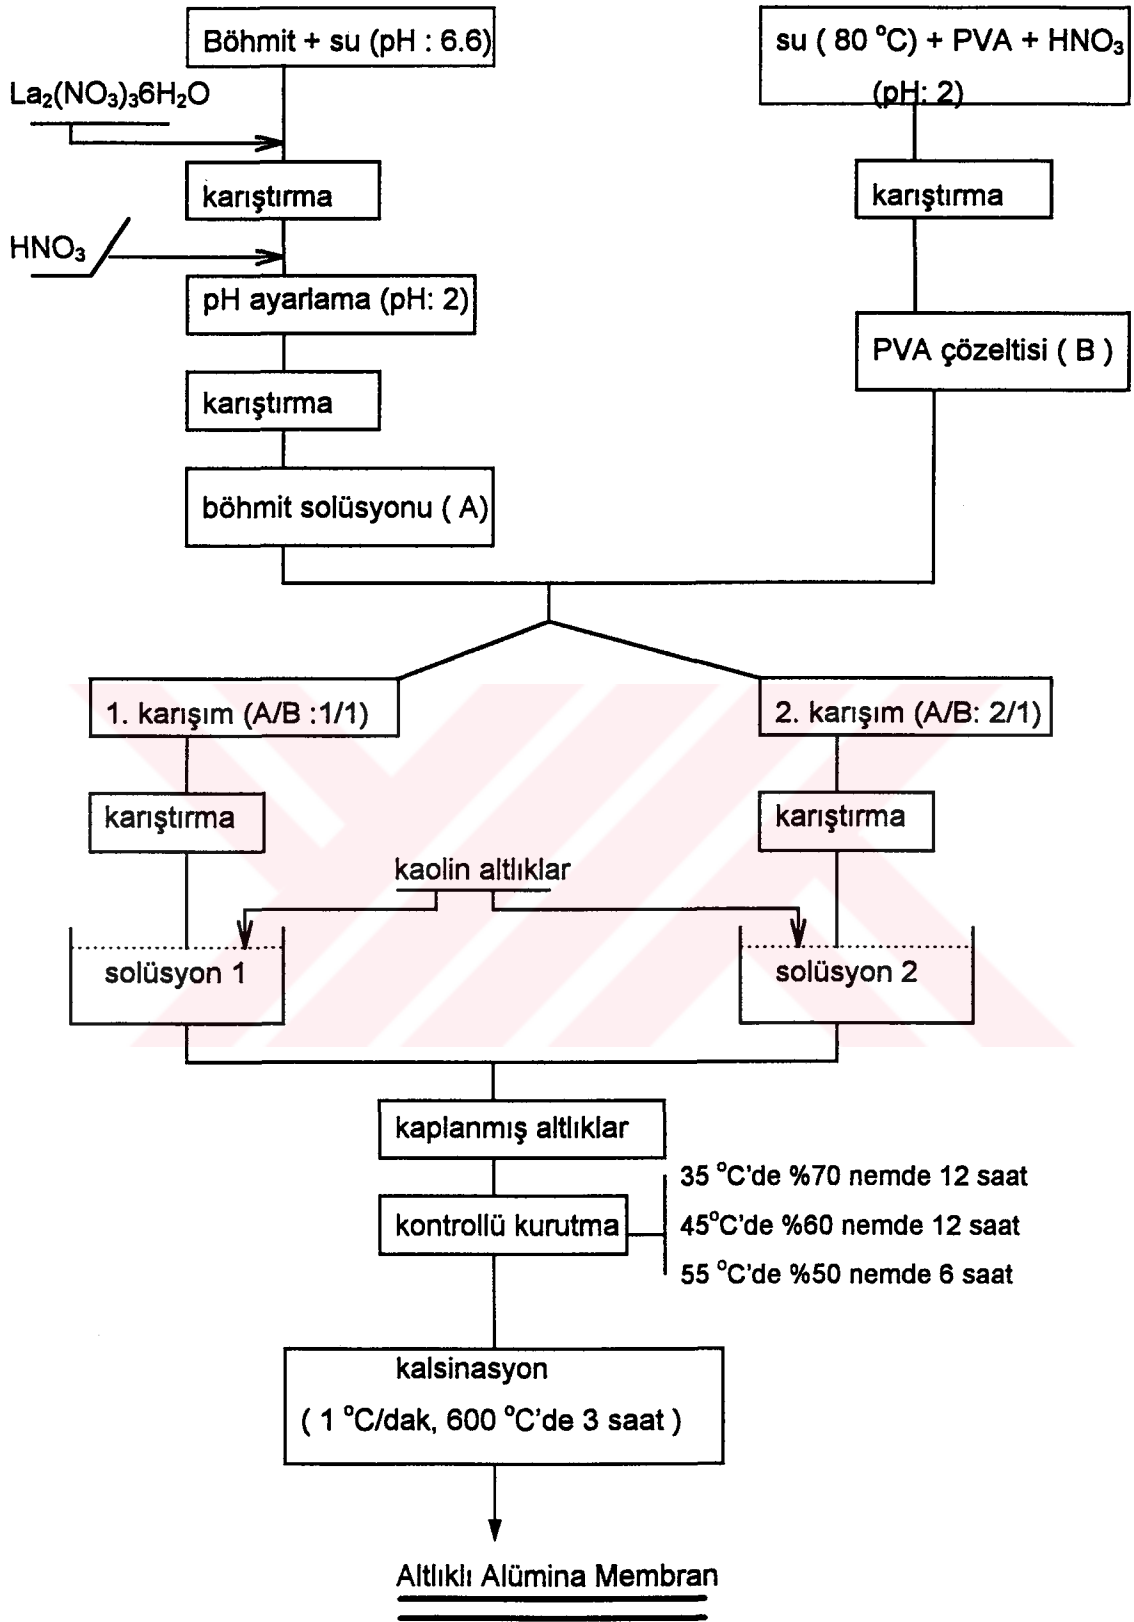 Böhmit + su (pH : 6.6)
La₂(NO₃)₃6H₂O
karıştırma
HNO₃
pH ayarlama (pH: 2)
karıştırma
böhmit solüsyonu ( A)
su ( 80 °C) + PVA + HNO₃
(pH: 2)
karıştırma
PVA çözeltisi ( B )
1. karışım (A/B :1/1)
2. karışım (A/B: 2/1)
karıştırma
karıştırma
kaolin altlıklar
solüsyon 1
solüsyon 2
kaplanmış altlıklar
kontrollü kurutma
35 °C'de %70 nemde 12 saat
45°C'de %60 nemde 12 saat
55 °C'de %50 nemde 6 saat
kalsinasyon
( 1 °C/dak, 600 °C'de 3 saat )
Altlıklı Alümina Membran